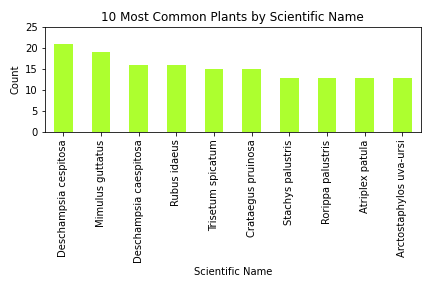 10 Most Common Plants by Scientific Name
Count
25
20
15
10
5
0
Deschampsia cespitosa
Mimulus guttatus
Deschampsia caespitosa
Rubus idaeus
Trisetum spicatum
Crataegus pruinosa
Stachys palustris
Rorippa palustris
Atriplex patula
Arctostaphylos uva-ursi
Scientific Name